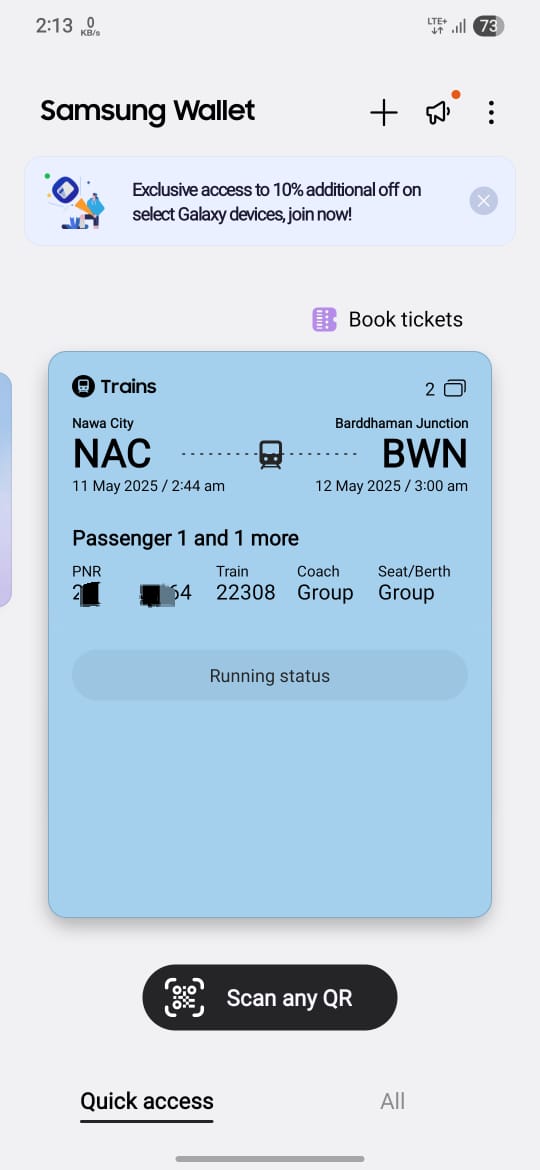 2:13 0 KB/s LTE+ 73
Samsung Wallet
Exclusive access to 10% additional off on
select Galaxy devices, join now!
Book tickets
Trains 2
Nawa City Barddhaman Junction
NAC BWN
11 May 2025 / 2:44 am 12 May 2025 / 3:00 am
Passenger 1 and 1 more
PNR Train Coach Seat/Berth
22308 Group Group
Running status
Scan any QR
Quick access All